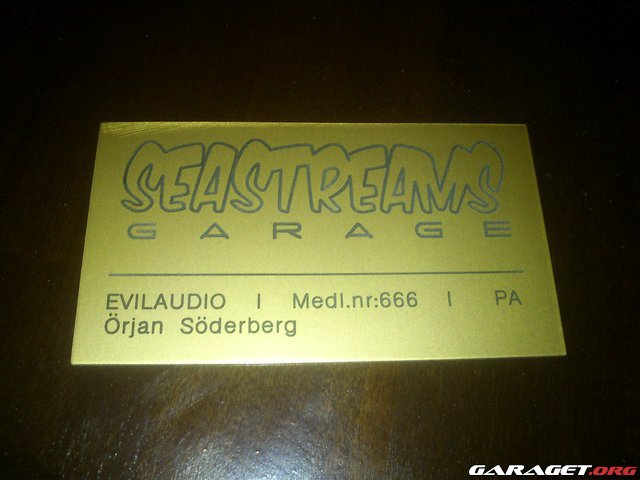 SEASTREAMS
GARAGE
EVILAUDIO | Medl.nr:666 | PA
Örjan Söderberg
GARAGET.ORG